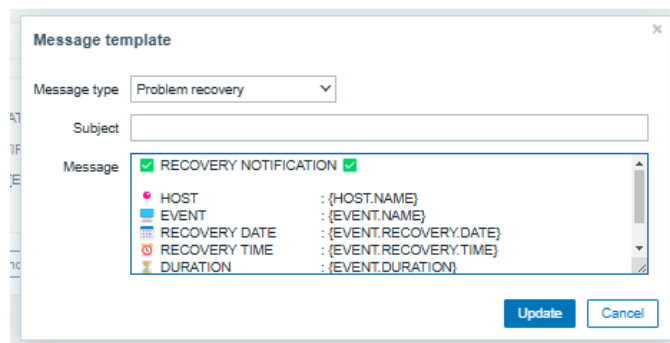 Message template
Message type Problem recovery
Subject
Message ✅ RECOVERY NOTIFICATION ✅
📍 HOST : {HOST.NAME}
🖥️ EVENT : {EVENT.NAME}
📅 RECOVERY DATE : {EVENT.RECOVERY.DATE}
⏰ RECOVERY TIME : {EVENT.RECOVERY.TIME}
⏳ DURATION : {EVENT.DURATION}
Update Cancel